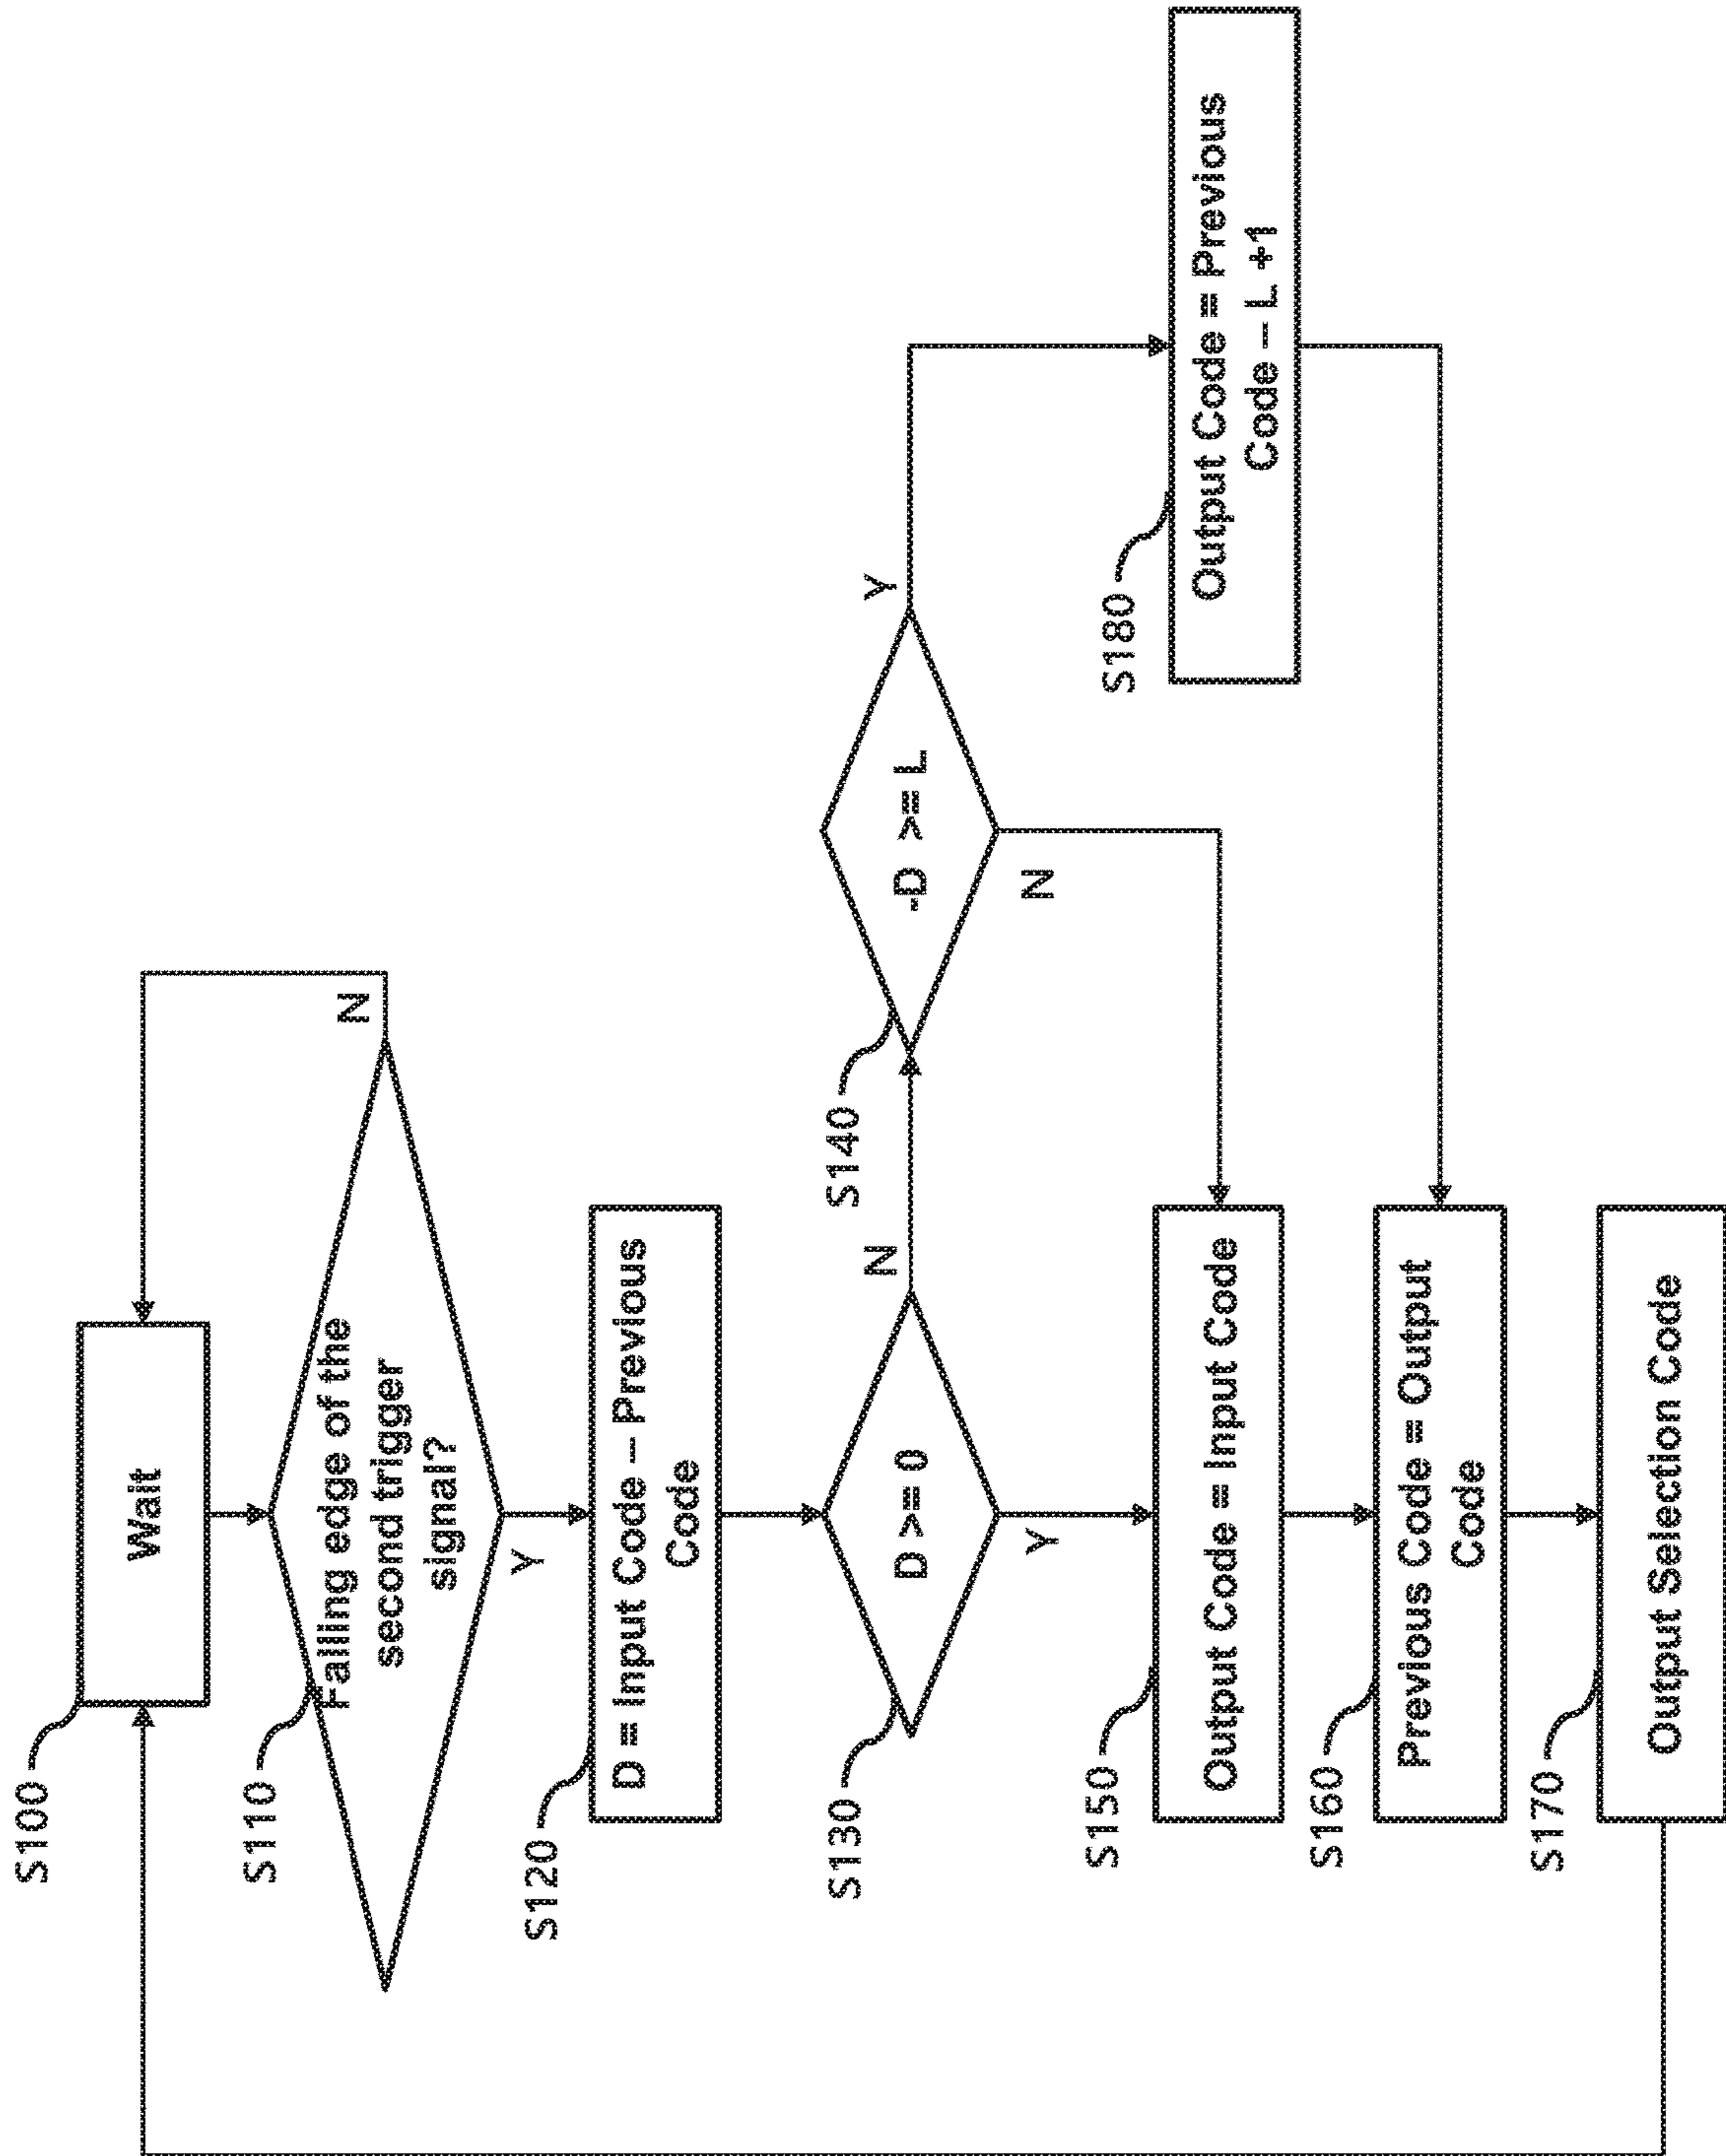 S100
Wait
S110
Falling edge of the
second trigger
signal?
N
Y
S120
D = Input Code – Previous
Code
S130
D >= 0
N
Y
S140
-D >= L
Y
N
S150
Output Code = Input Code
S180
Output Code = Previous
Code – L +1
S160
Previous Code = Output
Code
S170
Output Selection Code